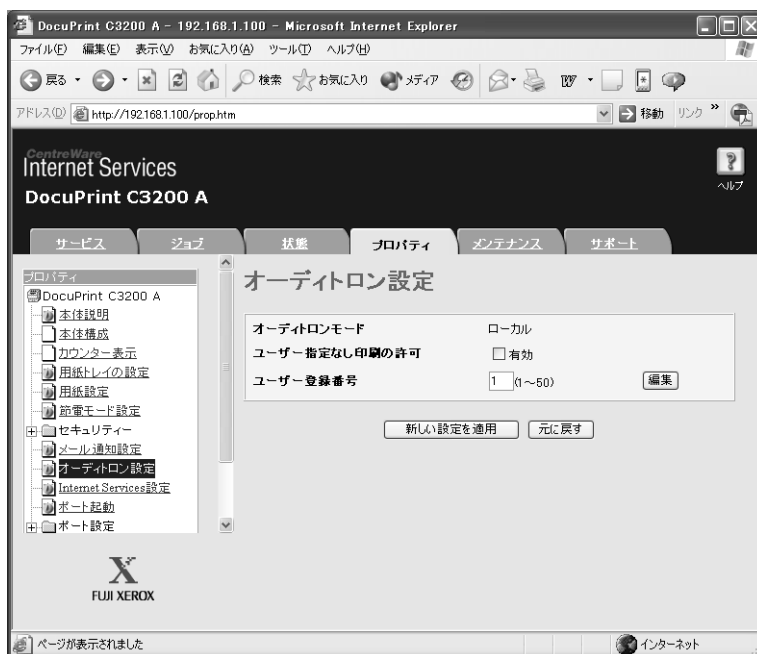 DocuPrint C3200 A - 192.168.1.100 - Microsoft Internet Explorer
ファイル(F) 編集(E) 表示(V) お気に入り(A) ツール(T) ヘルプ(H)
戻る 検索 お気に入り メディア
アドレス(D) http://192.168.1.100/prop.htm 移動 リンク »
CentreWare
Internet Services
DocuPrint C3200 A
ヘルプ
サービス ジョブ 状態 プロパティ メンテナンス サポート
プロパティ
DocuPrint C3200 A
本体説明
本体構成
カウンター表示
用紙トレイの設定
用紙設定
節電モード設定
セキュリティー
メール通知設定
オーディトロン設定
Internet Services設定
ポート起動
ポート設定
FUJI XEROX
オーディトロン設定
オーディトロンモード ローカル
ユーザー指定なし印刷の許可 有効
ユーザー登録番号 1 (1～50) 編集
新しい設定を適用 元に戻す
ページが表示されました インターネット